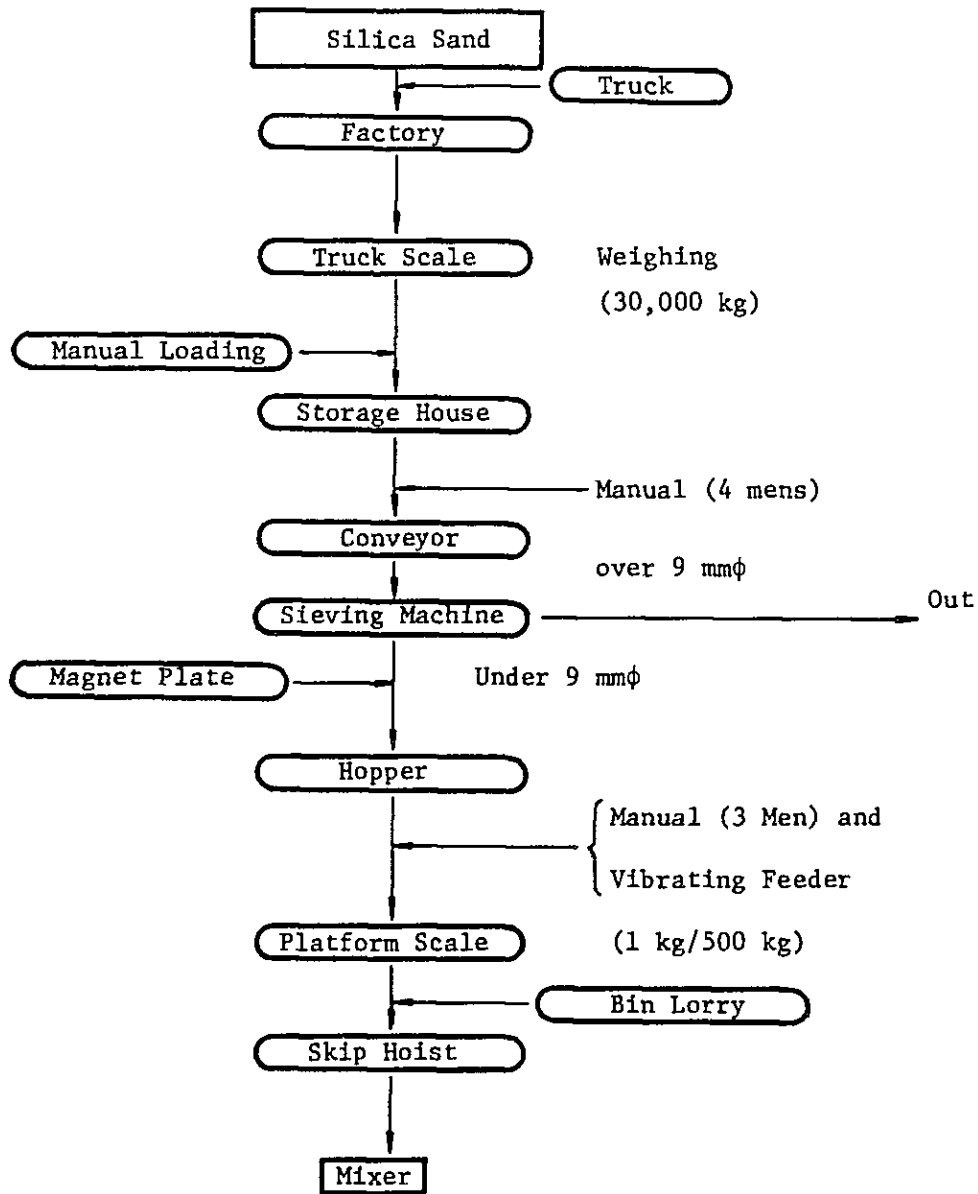 Silica Sand
Truck
Factory
Truck Scale
Weighing
(30,000 kg)
Manual Loading
Storage House
Manual (4 mens)
Conveyor
over 9 mmφ
Out
Sieving Machine
Magnet Plate
Under 9 mmφ
Hopper
Manual (3 Men) and
Vibrating Feeder
Platform Scale
(1 kg/500 kg)
Bin Lorry
Skip Hoist
Mixer